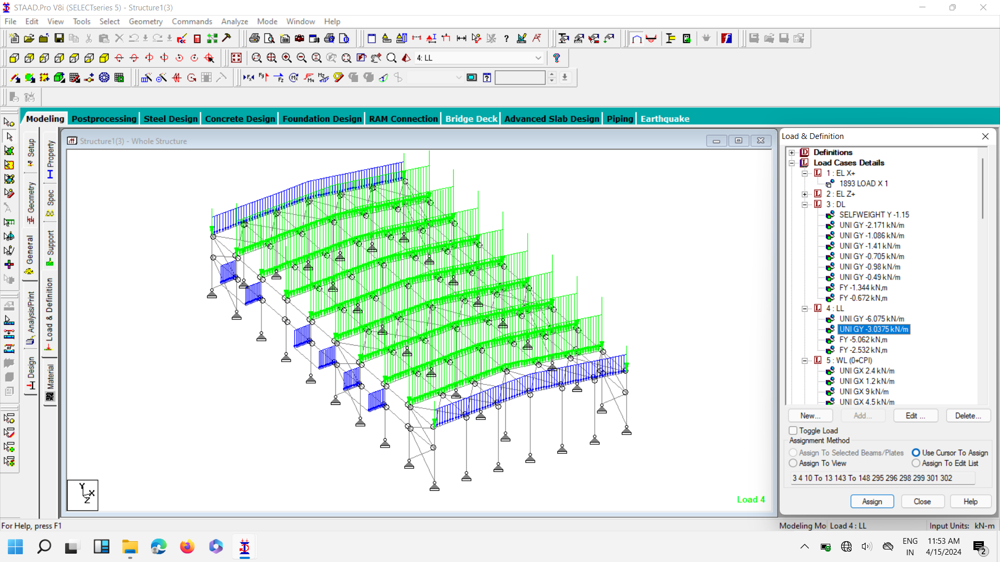 STAAD.Pro V8i (SELECTseries 5) - Structure1(3)
File Edit View Tools Select Geometry Commands Analyze Mode Window Help
4: LL
Modeling Postprocessing Steel Design Concrete Design Foundation Design RAM Connection Bridge Deck Advanced Slab Design Piping Earthquake
Setup
Geometry
General
Analysis/Print
Design
Property
Spec
Support
Load & Definition
Material
Structure1(3) - Whole Structure
Y
X
Z
Load 4
Load & Definition
Definitions
Load Cases Details
1 : EL X+
1893 LOAD X 1
2 : EL Z+
3 : DL
SELFWEIGHT Y -1.15
UNI GY -2.171 kN/m
UNI GY -1.086 kN/m
UNI GY -1.41 kN/m
UNI GY -0.705 kN/m
UNI GY -0.98 kN/m
UNI GY -0.49 kN/m
FY -1.344 kN,m
FY -0.672 kN,m
4 : LL
UNI GY -6.075 kN/m
UNI GY -3.0375 kN/m
FY -5.062 kN,m
FY -2.532 kN,m
5 : WL (0+CPI)
UNI GX 2.4 kN/m
UNI GX 1.2 kN/m
UNI GX 9 kN/m
UNI GX 4.5 kN/m
New... Add... Edit ... Delete...
Toggle Load
Assignment Method
Assign To Selected Beams/Plates Use Cursor To Assign
Assign To View Assign To Edit List
3 4 10 To 13 143 To 148 295 296 298 299 301 302
Assign Close Help
For Help, press F1 Modeling Mo Load 4 : LL Input Units: kN-m
ENG 11:53 AM
IN 4/15/2024
2